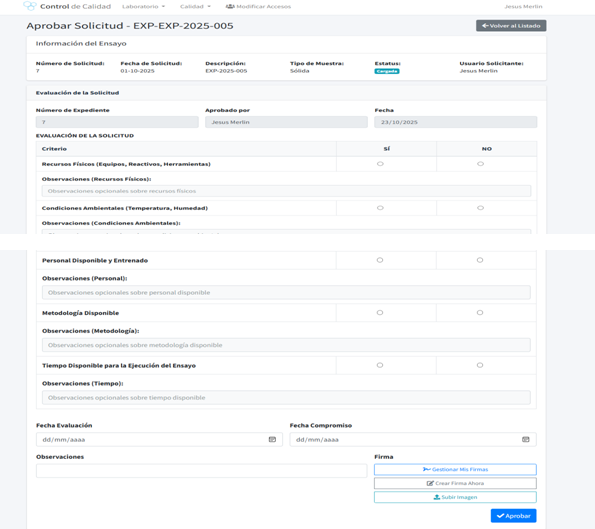 Control de Calidad Laboratorio Calidad Modificar Accesos Jesus Merlin
Aprobar Solicitud - EXP-EXP-2025-005
Volver al Listado
Información del Ensayo
Número de Solicitud: Fecha de Solicitud: Descripción: Tipo de Muestra: Estatus: Usuario Solicitante:
7 01-10-2025 EXP-2025-005 Sólida Cargada Jesus Merlin
Evaluación de la Solicitud
Número de Expediente Aprobado por Fecha
7 Jesus Merlin 23/10/2025
EVALUACIÓN DE LA SOLICITUD
Criterio SÍ NO
Recursos Físicos (Equipos, Reactivos, Herramientas)
Observaciones (Recursos Físicos):
Observaciones opcionales sobre recursos físicos
Condiciones Ambientales (Temperatura, Humedad)
Observaciones (Condiciones Ambientales):
Personal Disponible y Entrenado
Observaciones (Personal):
Observaciones opcionales sobre personal disponible
Metodología Disponible
Observaciones (Metodología):
Observaciones opcionales sobre metodología disponible
Tiempo Disponible para la Ejecución del Ensayo
Observaciones (Tiempo):
Observaciones opcionales sobre tiempo disponible
Fecha Evaluación Fecha Compromiso
dd/mm/aaaa dd/mm/aaaa
Observaciones Firma
Gestionar Mis Firmas
Crear Firma Ahora
Subir imagen
Aprobar